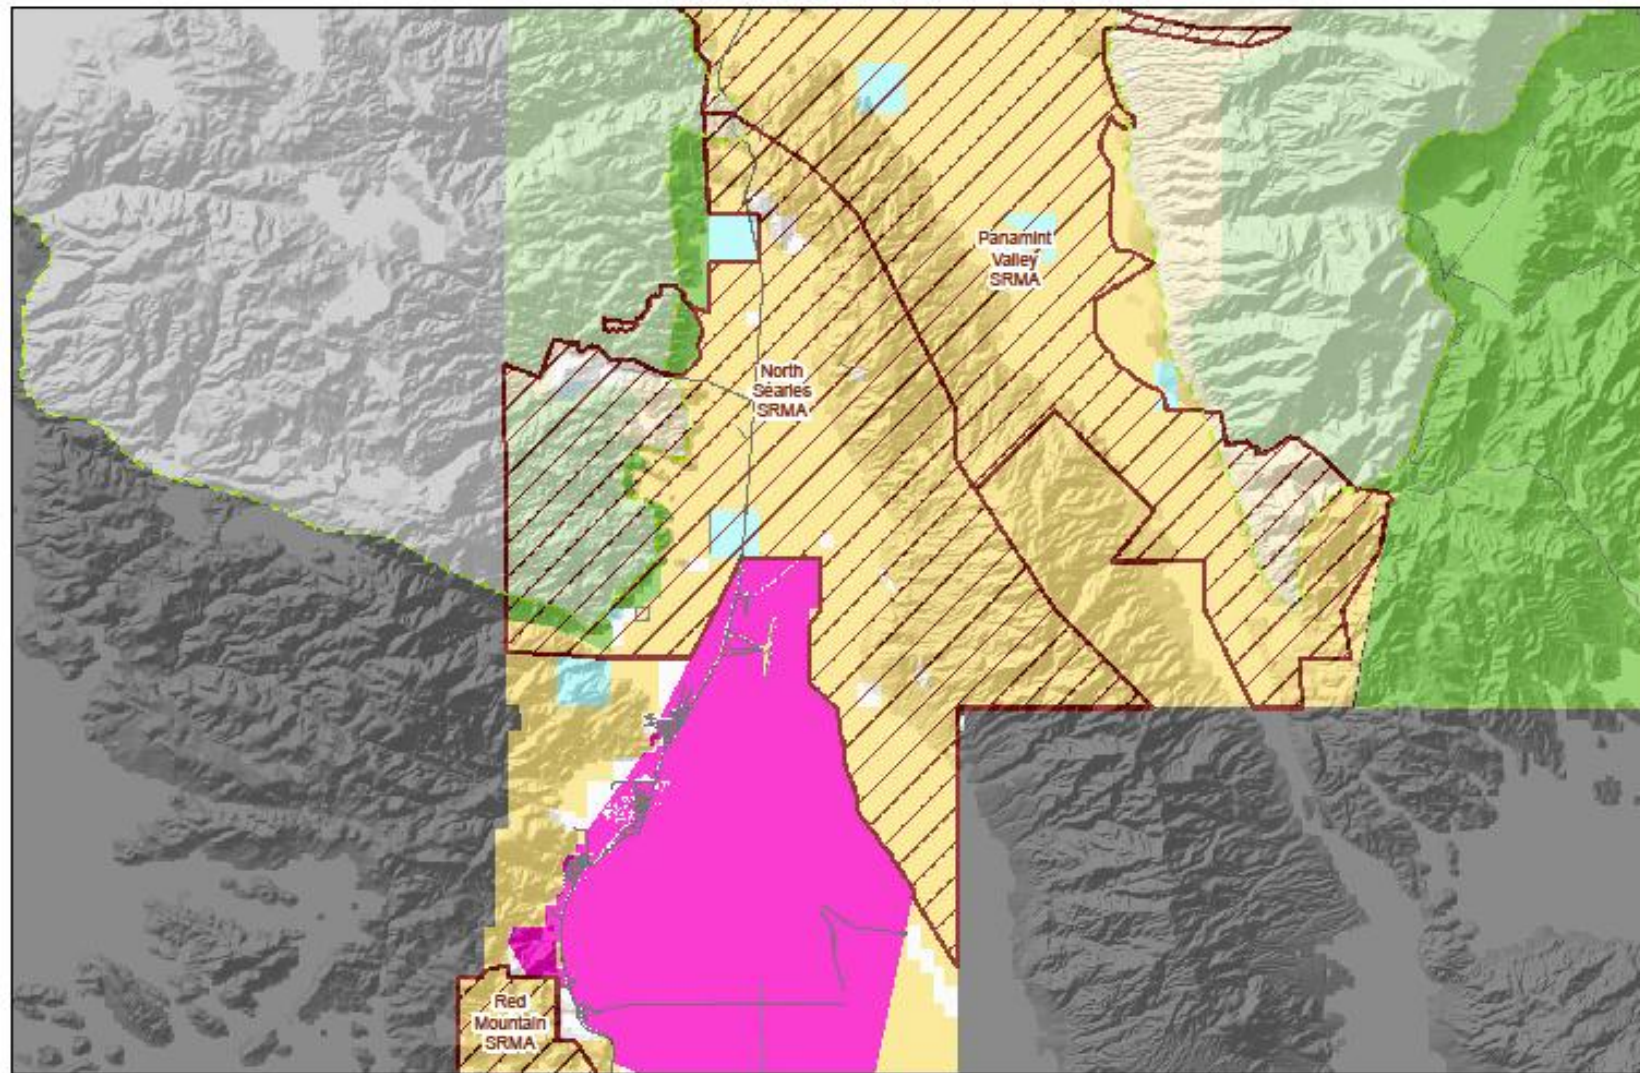 Panamint
Valley
SRMA
North
Searles
SRMA
Red
Mountain
SRMA